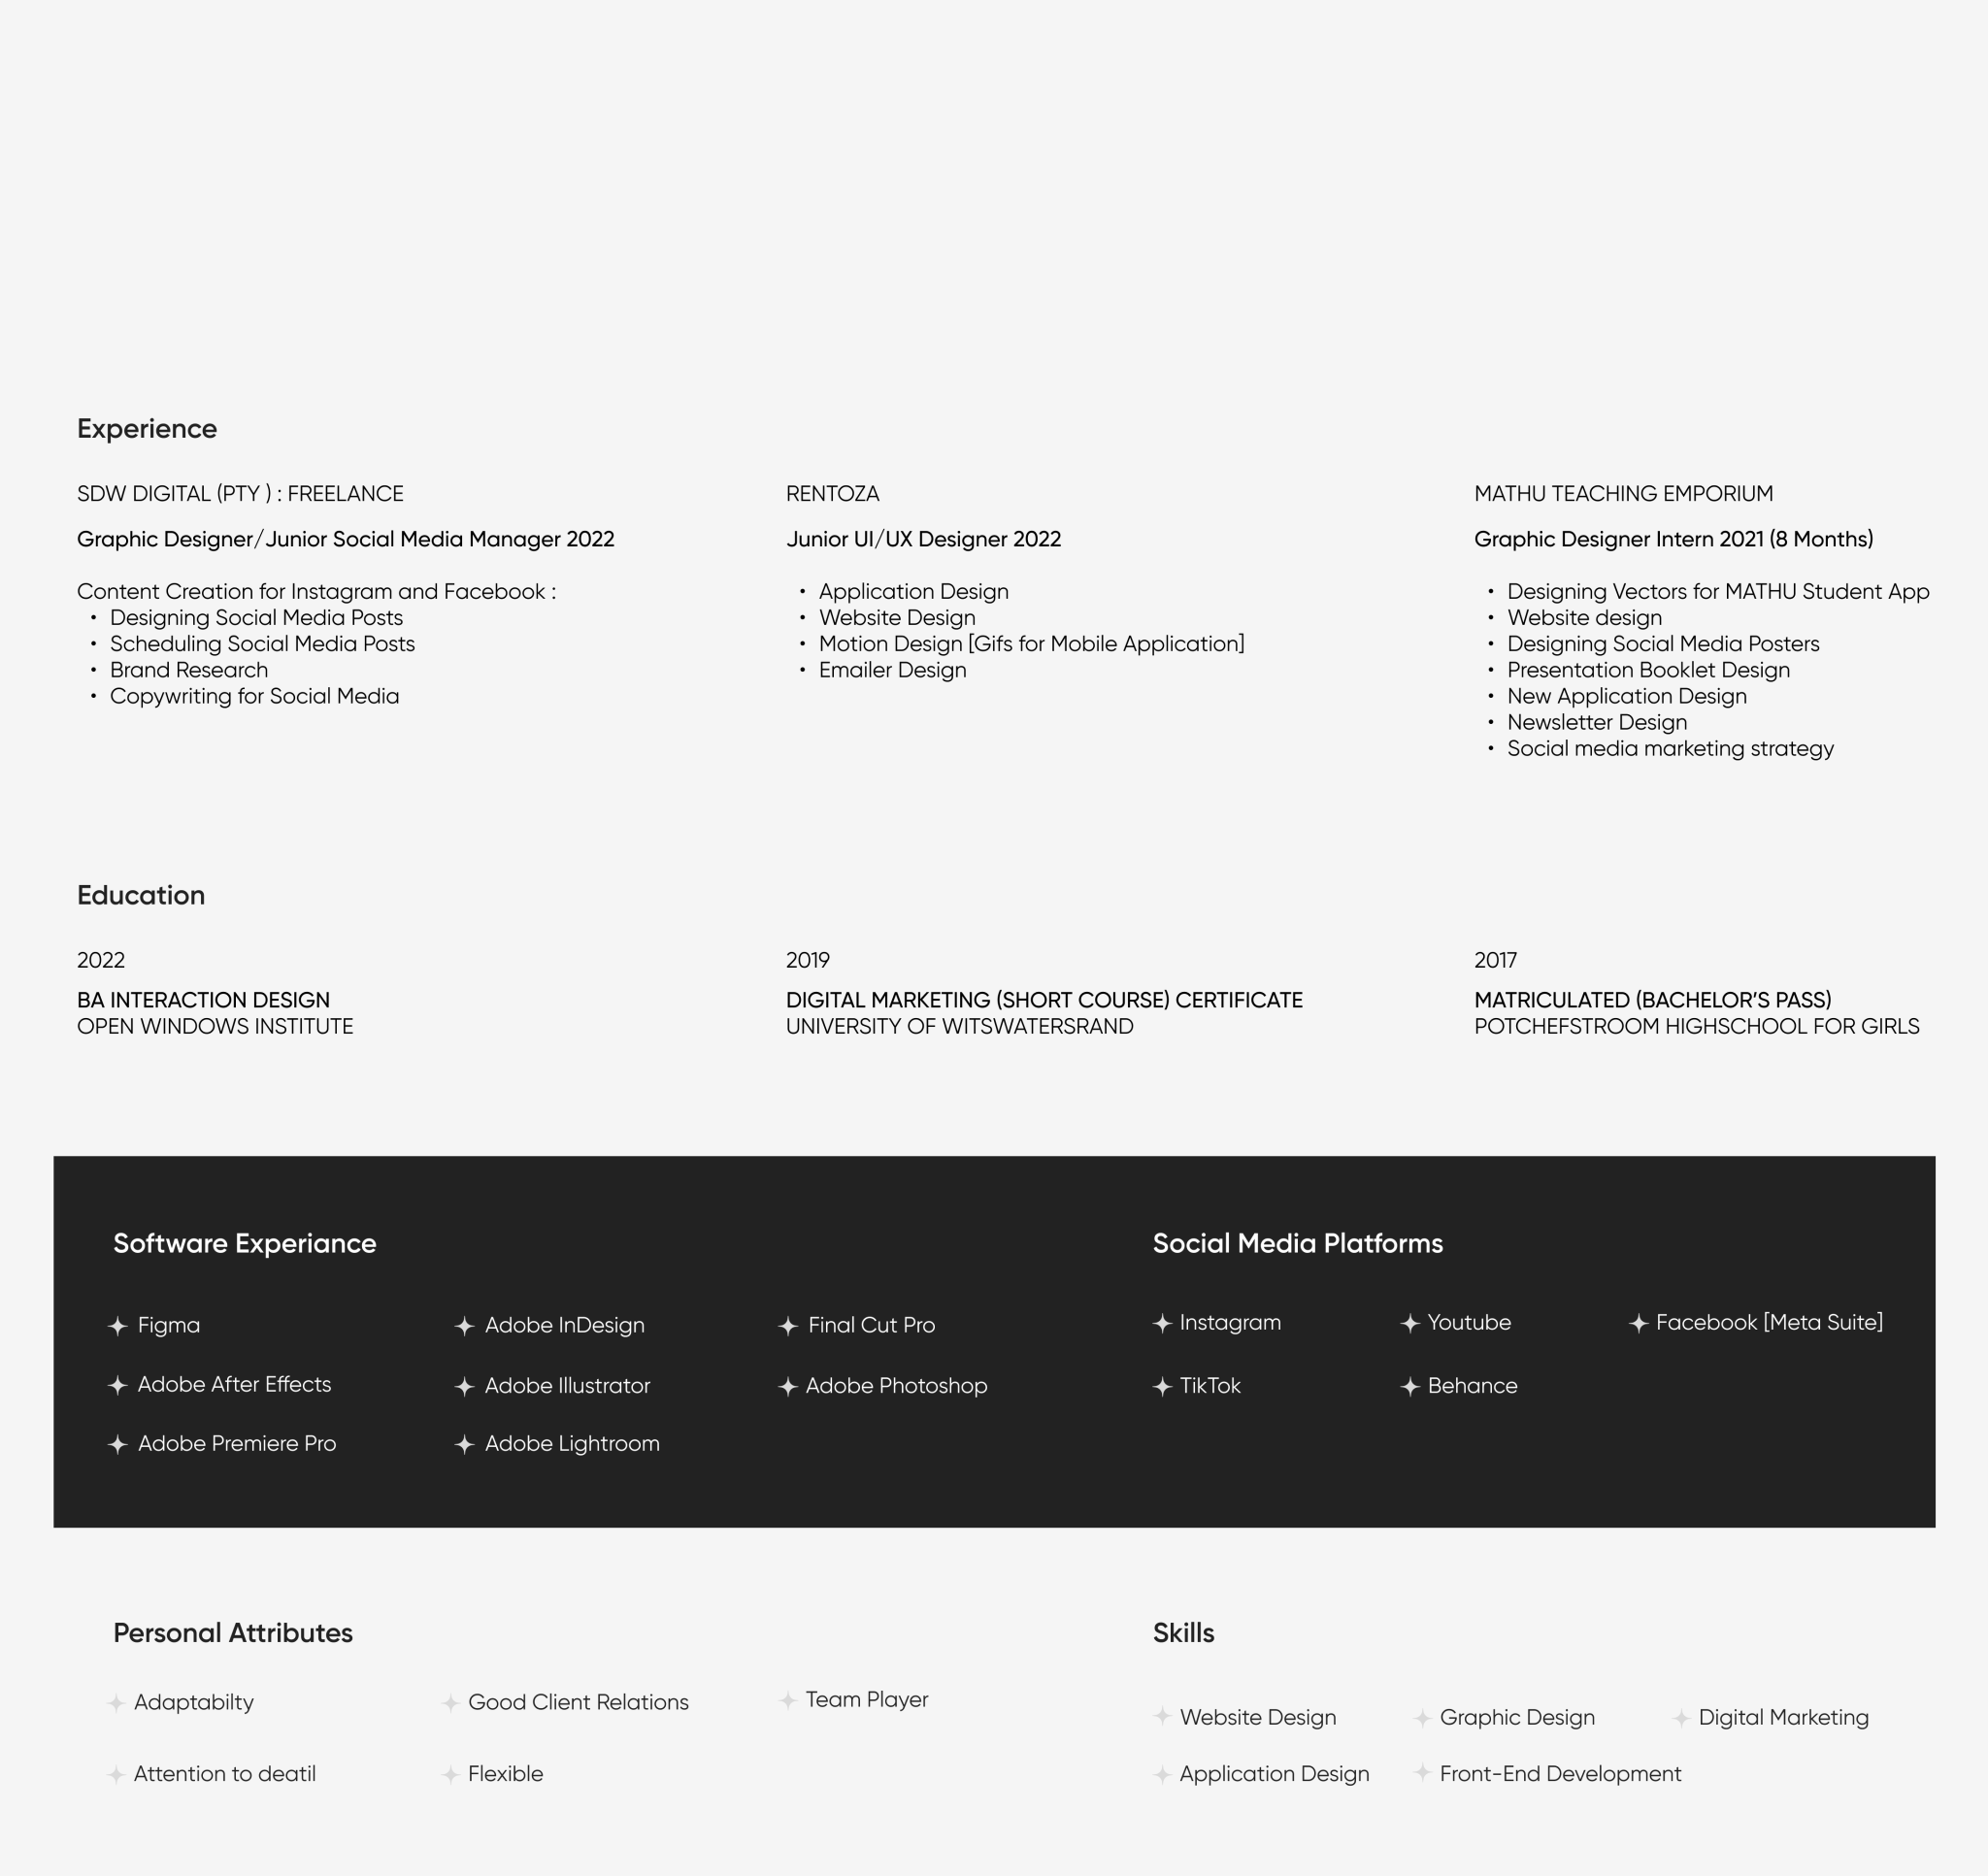 Experience
SDW DIGITAL (PTY ) : FREELANCE
Graphic Designer/Junior Social Media Manager 2022
Content Creation for Instagram and Facebook :
• Designing Social Media Posts
• Scheduling Social Media Posts
• Brand Research
• Copywriting for Social Media
RENTOZA
Junior UI/UX Designer 2022
• Application Design
• Website Design
• Motion Design [Gifs for Mobile Application]
• Emailer Design
MATHU TEACHING EMPORIUM
Graphic Designer Intern 2021 (8 Months)
• Designing Vectors for MATHU Student App
• Website design
• Designing Social Media Posters
• Presentation Booklet Design
• New Application Design
• Newsletter Design
• Social media marketing strategy
Education
2022
BA INTERACTION DESIGN
OPEN WINDOWS INSTITUTE
2019
DIGITAL MARKETING (SHORT COURSE) CERTIFICATE
UNIVERSITY OF WITSWATERSRAND
2017
MATRICULATED (BACHELOR’S PASS)
POTCHEFSTROOM HIGHSCHOOL FOR GIRLS
Software Experiance
Figma
Adobe InDesign
Final Cut Pro
Adobe After Effects
Adobe Illustrator
Adobe Photoshop
Adobe Premiere Pro
Adobe Lightroom
Social Media Platforms
Instagram
Youtube
Facebook [Meta Suite]
TikTok
Behance
Personal Attributes
Adaptabilty
Good Client Relations
Team Player
Attention to deatil
Flexible
Skills
Website Design
Graphic Design
Digital Marketing
Application Design
Front-End Development